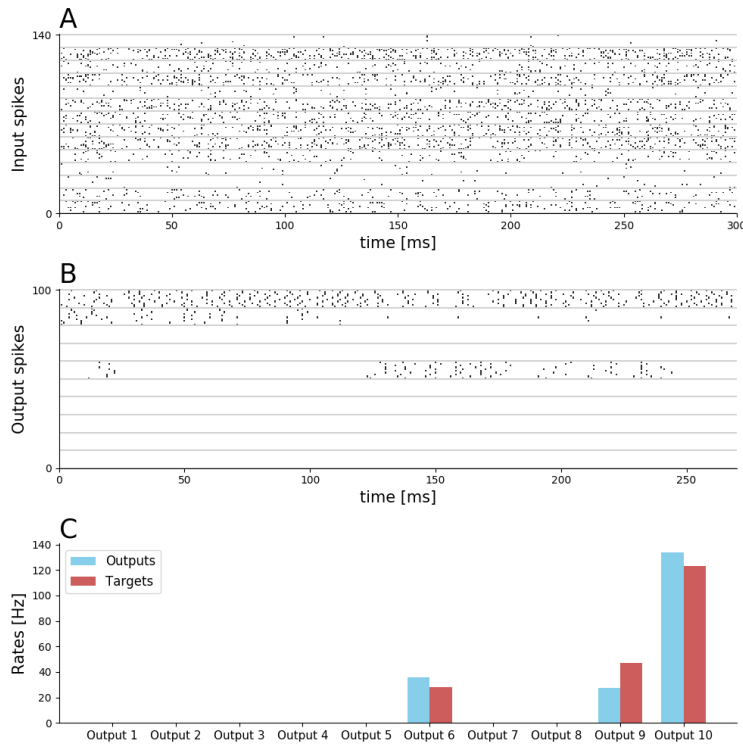 A
140
Input spikes
0
0 50 100 150 200 250 300
time [ms]
B
100
Output spikes
0
0 50 100 150 200 250
time [ms]
C
140
120
100
80
60
40
20
0
Rates [Hz]
Outputs
Targets
Output 1 Output 2 Output 3 Output 4 Output 5 Output 6 Output 7 Output 8 Output 9 Output 10